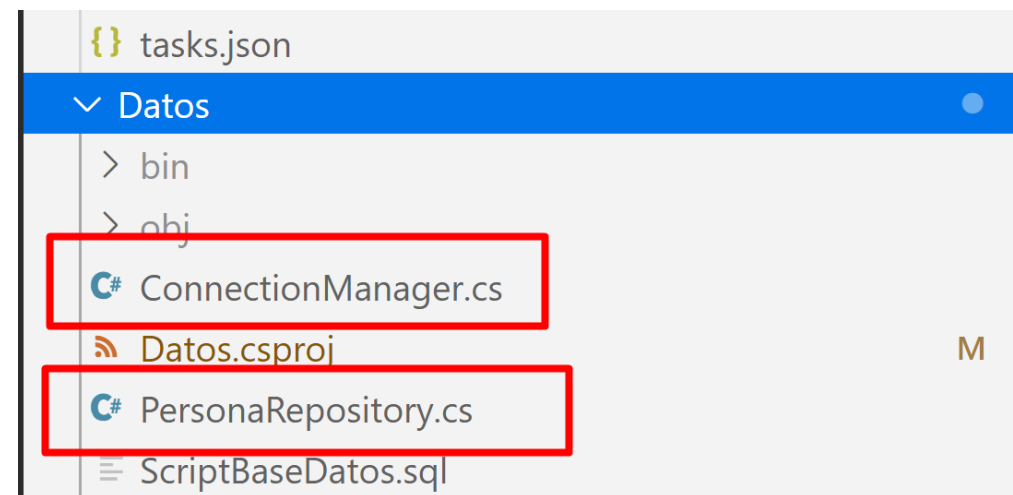 {} tasks.json
Datos
bin
obj
C# ConnectionManager.cs
Datos.csproj M
C# PersonaRepository.cs
ScriptBaseDatos.sql